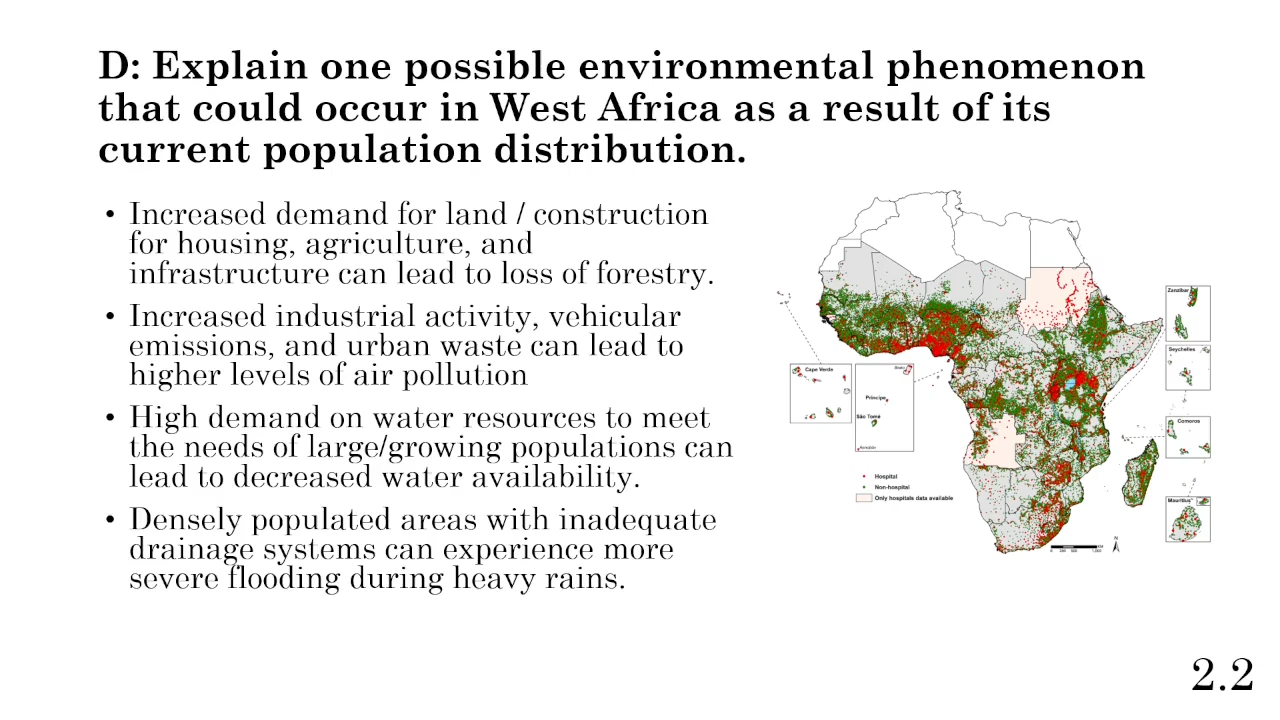 D: Explain one possible environmental phenomenon
that could occur in West Africa as a result of its
current population distribution.
• Increased demand for land / construction
for housing, agriculture, and
infrastructure can lead to loss of forestry.
• Increased industrial activity, vehicular
emissions, and urban waste can lead to
higher levels of air pollution
• High demand on water resources to meet
the needs of large/growing populations can
lead to decreased water availability.
• Densely populated areas with inadequate
drainage systems can experience more
severe flooding during heavy rains.
Zanzibar
Seychelles
Cape Verde
Príncipe
São Tomé
Comoros
Hospital
Non-hospital
Only hospitals data available
Mauritius
N
2.2